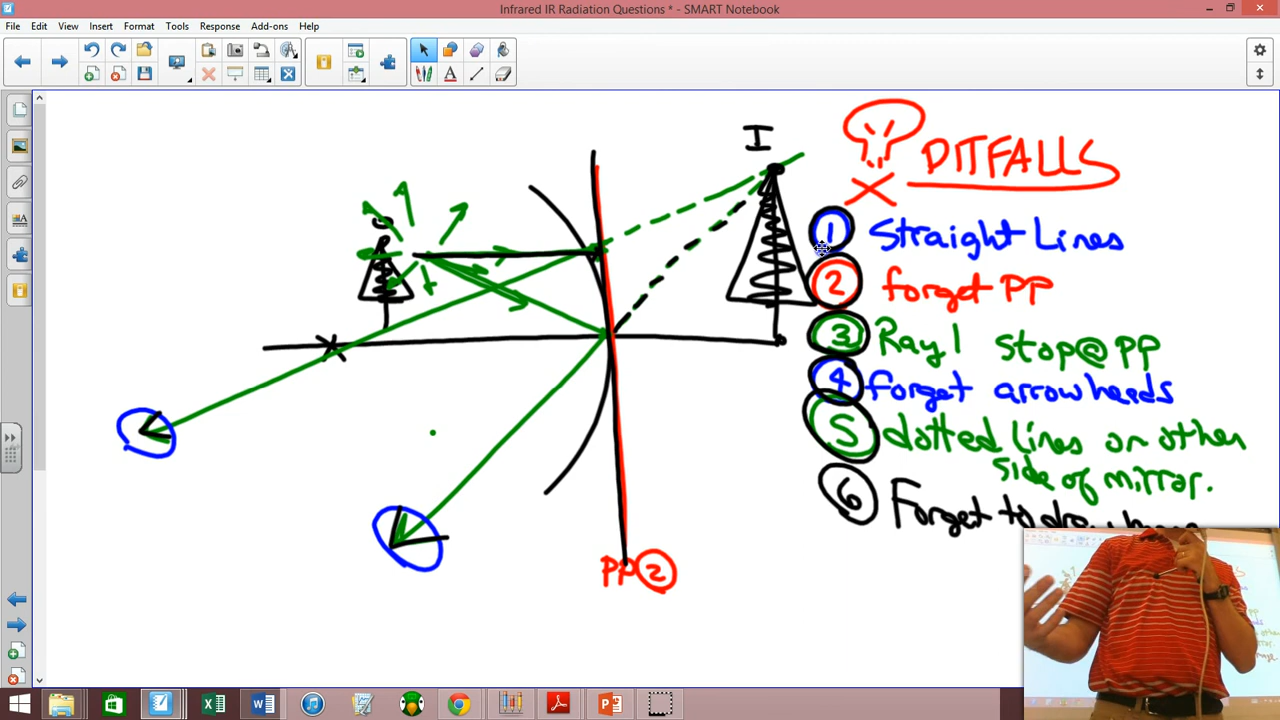 Infrared IR Radiation Questions * - SMART Notebook
File Edit View Insert Format Tools Response Add-ons Help
I
PITFALLS
1 Straight Lines
2 forget PP
3 Ray 1 stop@PP
4 forget arrowheads
5 dotted lines on other
side of mirror.
6 Forget to draw
PP 2